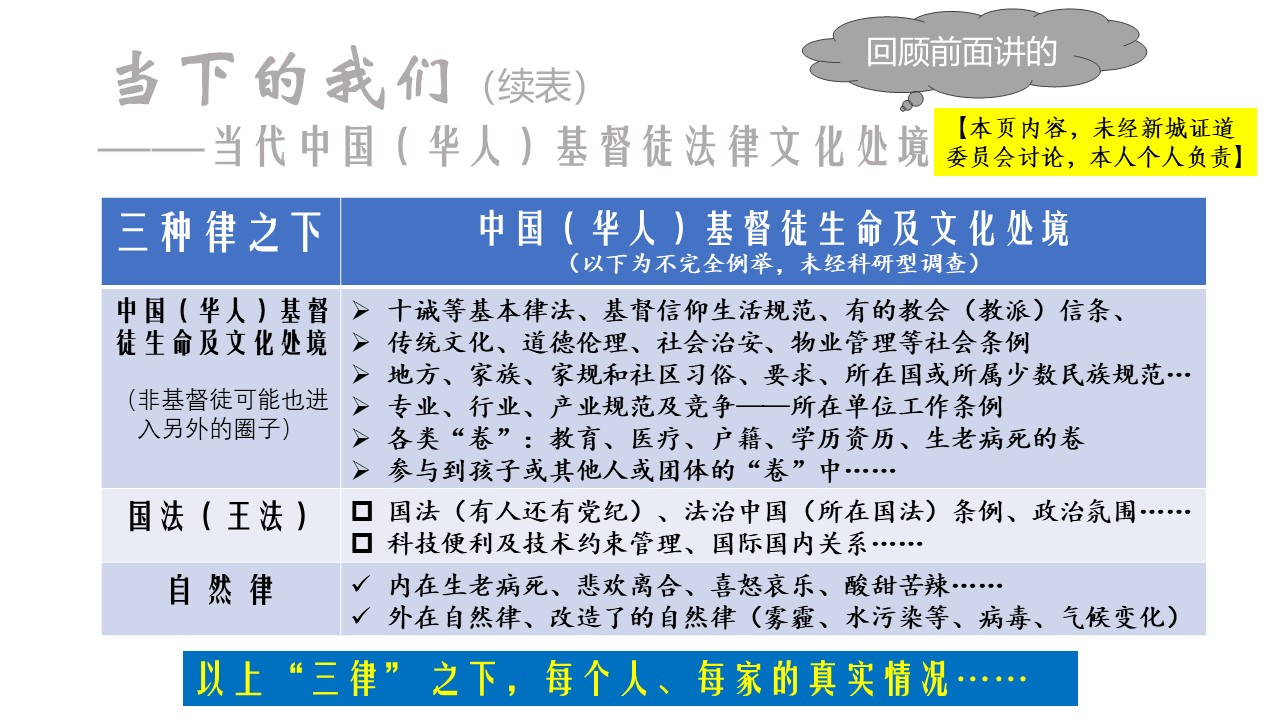 回顾前面讲的
当下的我们（续表）
——当代中国（华人）基督徒法律文化处境
【本页内容，未经新城证道
委员会讨论，本人个人负责】
三种律之下
中国（华人）基督徒生命及文化处境
（以下为不完全例举，未经科研型调查）
中国（华人）基督
徒生命及文化处境
（非基督徒可能也进
入另外的圈子）
➢ 十诫等基本律法、基督信仰生活规范、有的教会（教派）信条、
➢ 传统文化、道德伦理、社会治安、物业管理等社会条例
➢ 地方、家族、家规和社区习俗、要求、所在国或所属少数民族规范…
➢ 专业、行业、产业规范及竞争——所在单位工作条例
➢ 各类“卷”：教育、医疗、户籍、学历资历、生老病死的卷
➢ 参与到孩子或其他人或团体的“卷”中……
国法（王法）
❑ 国法（有人还有党纪）、法治中国（所在国法）条例、政治氛围……
❑ 科技便利及技术约束管理、国际国内关系……
自然律
✓ 内在生老病死、悲欢离合、喜怒哀乐、酸甜苦辣……
✓ 外在自然律、改造了的自然律（雾霾、水污染等、病毒、气候变化）
以上“三律”之下，每个人、每家的真实情况……